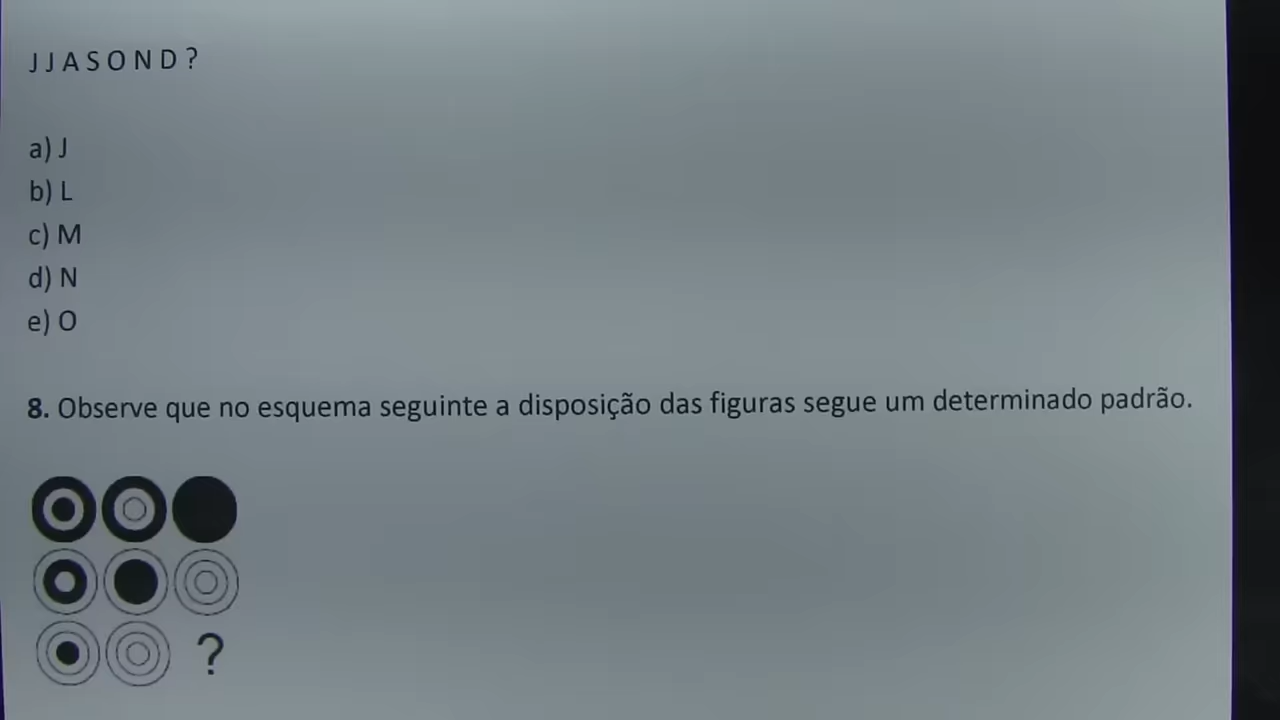 J J A S O N D ?
a) J
b) L
c) M
d) N
e) O
8. Observe que no esquema seguinte a disposição das figuras segue um determinado padrão.
?